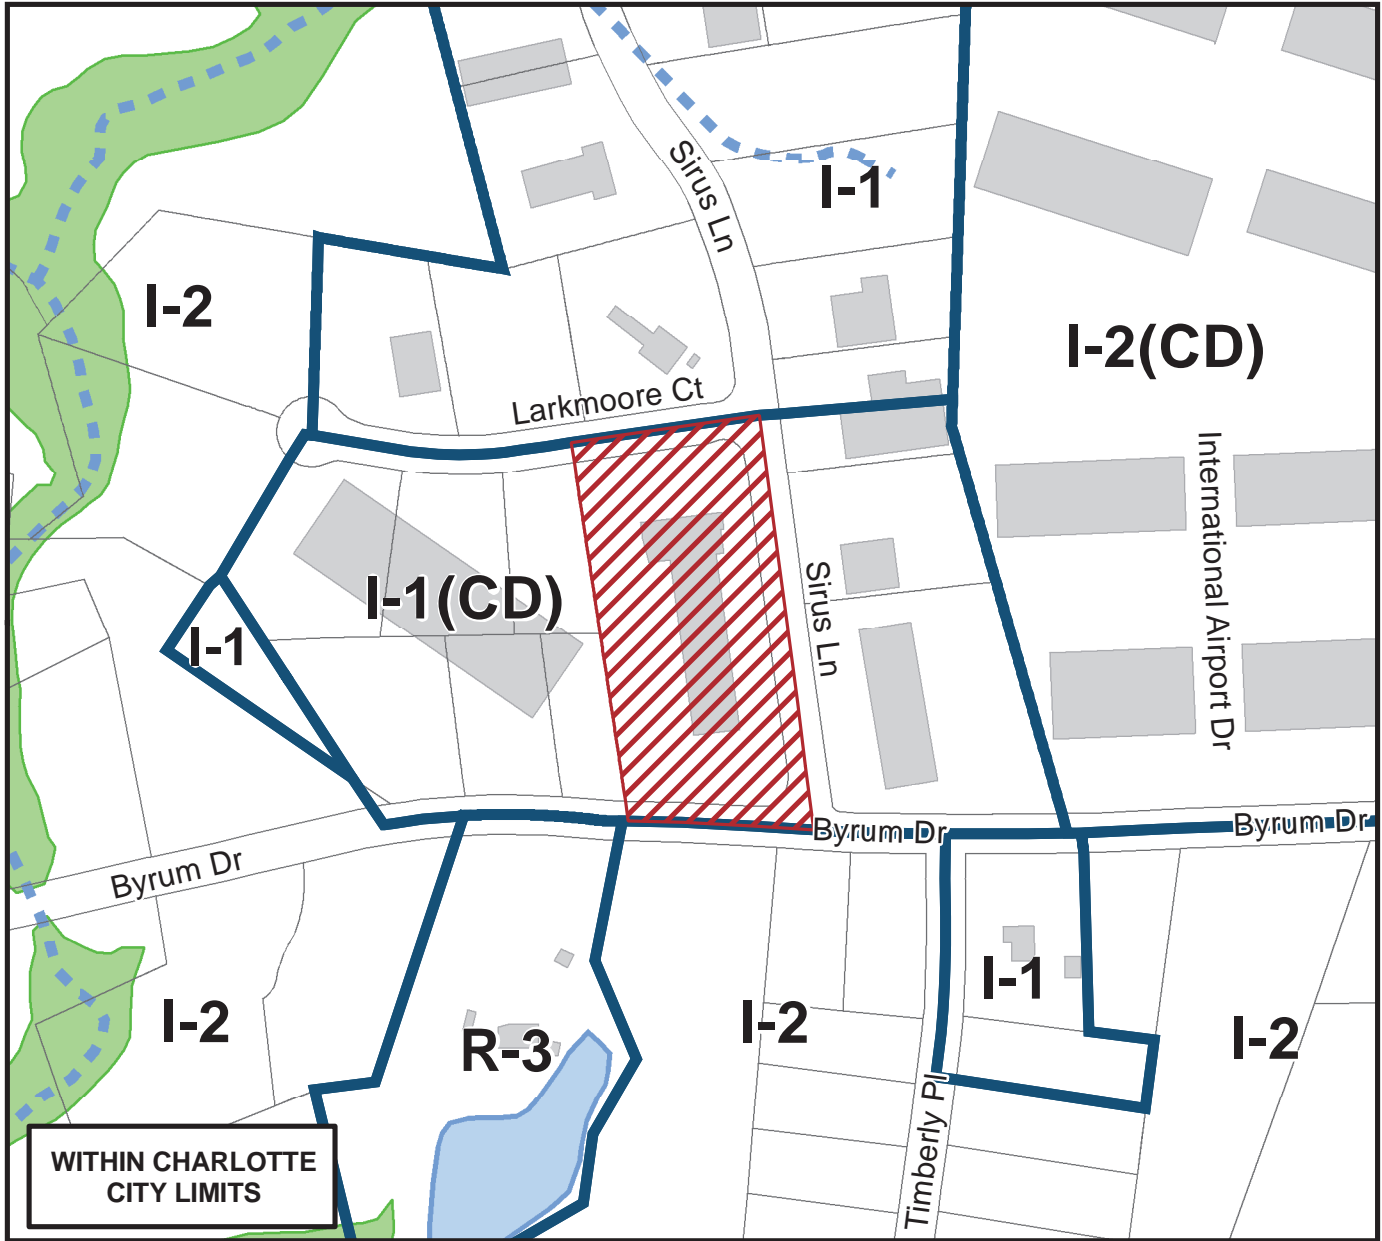 Sirus Ln
I-1
I-2
I-2(CD)
Larkmoore Ct
International Airport Dr
I-1(CD)
Sirus Ln
I-1
Byrum Dr
Byrum Dr
Byrum Dr
I-1
I-2
R-3
I-2
I-2
Timberly Pl
WITHIN CHARLOTTE
CITY LIMITS